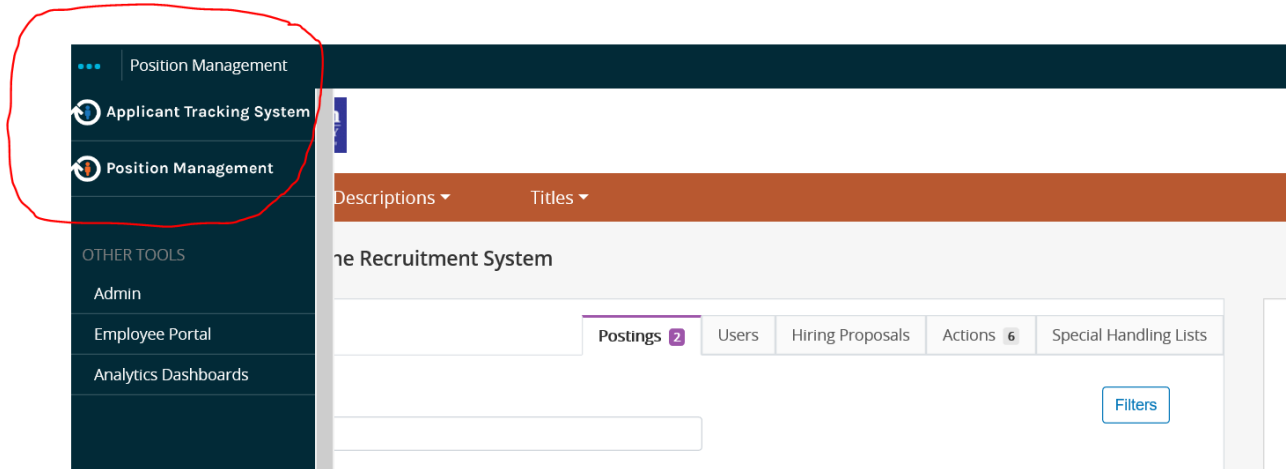 ••• Position Management
Applicant Tracking System
Position Management
Descriptions Titles
OTHER TOOLS
Recruitment System
Admin
Postings 2 Users Hiring Proposals Actions 6 Special Handling Lists
Employee Portal
Analytics Dashboards
Filters